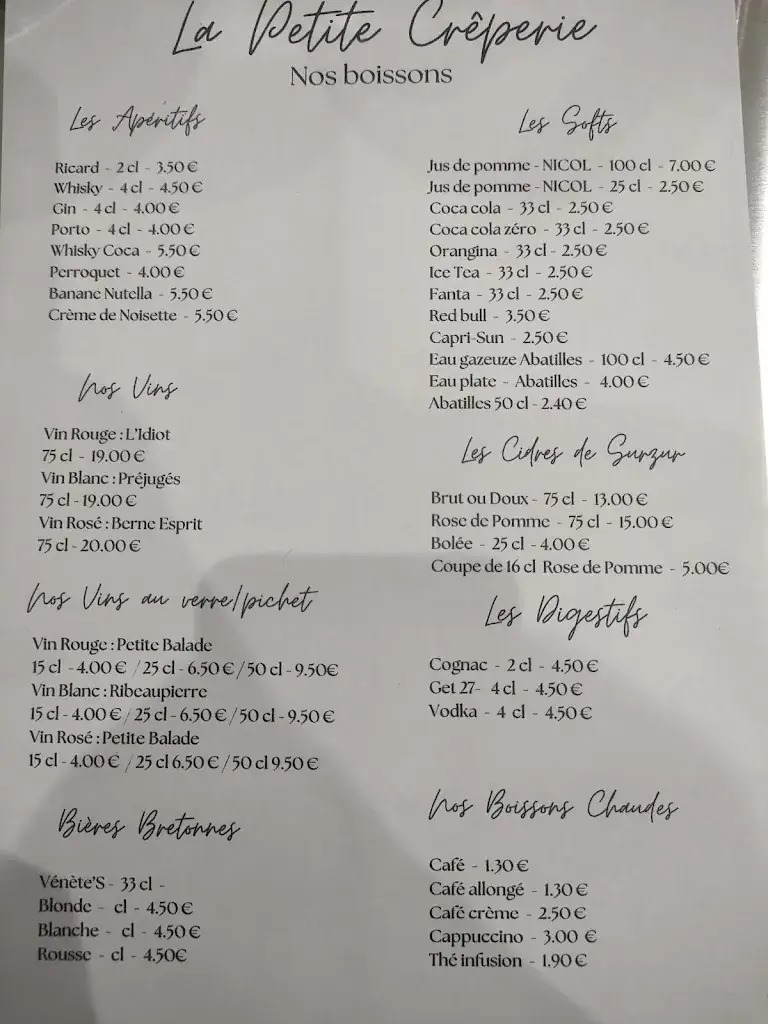 La Petite Crêperie
Nos boissons
Les Apéritifs
Ricard - 2 cl - 3.50 €
Whisky - 4 cl - 4.50 €
Gin - 4 cl - 4.00 €
Porto - 4 cl - 4.00 €
Whisky Coca - 5.50 €
Perroquet - 4.00 €
Banane Nutella - 5.50 €
Crème de Noisette - 5.50 €
Nos Vins
Vin Rouge : L'Idiot
75 cl - 19.00 €
Vin Blanc : Préjugés
75 cl - 19.00 €
Vin Rosé : Berne Esprit
75 cl - 20.00 €
Nos Vins au verre/pichet
Vin Rouge : Petite Balade
15 cl - 4.00 € / 25 cl - 6.50 € / 50 cl - 9.50€
Vin Blanc : Ribeaupierre
15 cl - 4.00 € / 25 cl - 6.50 € / 50 cl - 9.50 €
Vin Rosé : Petite Balade
15 cl - 4.00 € / 25 cl 6.50 € / 50 cl 9.50 €
Bières Bretonnes
Vénète'S - 33 cl -
Blonde - cl - 4.50 €
Blanche - cl - 4.50 €
Rousse - cl - 4.50€
Les Softs
Jus de pomme - NICOL - 100 cl - 7.00 €
Jus de pomme - NICOL - 25 cl - 2.50 €
Coca cola - 33 cl - 2.50 €
Coca cola zéro - 33 cl - 2.50 €
Orangina - 33 cl - 2.50 €
Ice Tea - 33 cl - 2.50 €
Fanta - 33 cl - 2.50 €
Red bull - 3.50 €
Capri-Sun - 2.50 €
Eau gazeuze Abatilles - 100 cl - 4.50 €
Eau plate - Abatilles - 4.00 €
Abatilles 50 cl - 2.40 €
Les Cidres de Surzur
Brut ou Doux - 75 cl - 13.00 €
Rose de Pomme - 75 cl - 15.00 €
Bolée - 25 cl - 4.00 €
Coupe de 16 cl Rose de Pomme - 5.00€
Les Digestifs
Cognac - 2 cl - 4.50 €
Get 27- 4 cl - 4.50 €
Vodka - 4 cl - 4.50 €
Nos Boissons Chaudes
Café - 1.30 €
Café allongé - 1.30 €
Café crème - 2.50 €
Cappuccino - 3.00 €
Thé infusion - 1.90 €